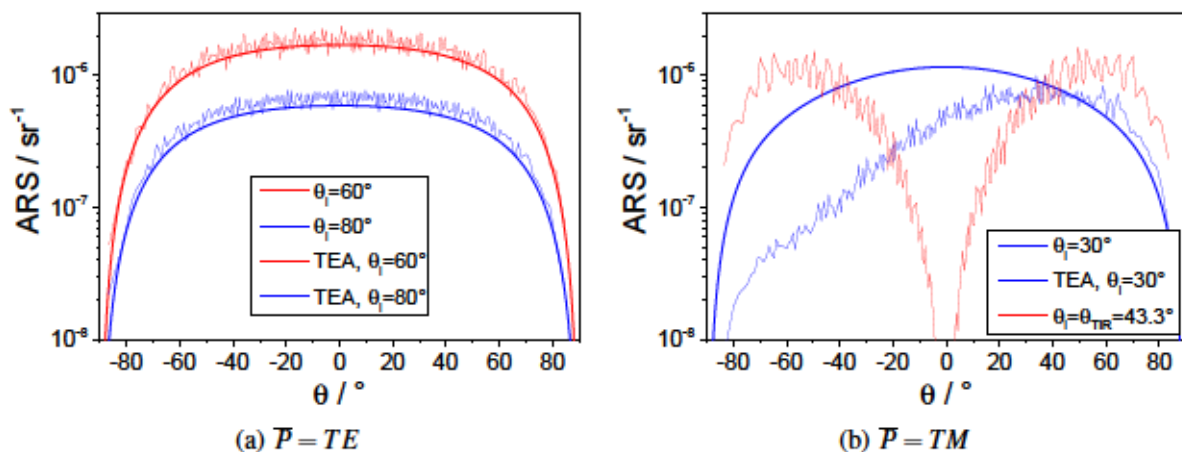 10⁻⁶
10⁻⁷
10⁻⁸
ARS / sr⁻¹
-80 -60 -40 -20 0 20 40 60 80
θ / °
θᵢ=60°
θᵢ=80°
TEA, θᵢ=60°
TEA, θᵢ=80°
(a) P̅ = TE
10⁻⁶
10⁻⁷
10⁻⁸
ARS / sr⁻¹
-80 -60 -40 -20 0 20 40 60 80
θ / °
θᵢ=30°
TEA, θᵢ=30°
θᵢ=θ_TIR=43.3°
(b) P̅ = TM